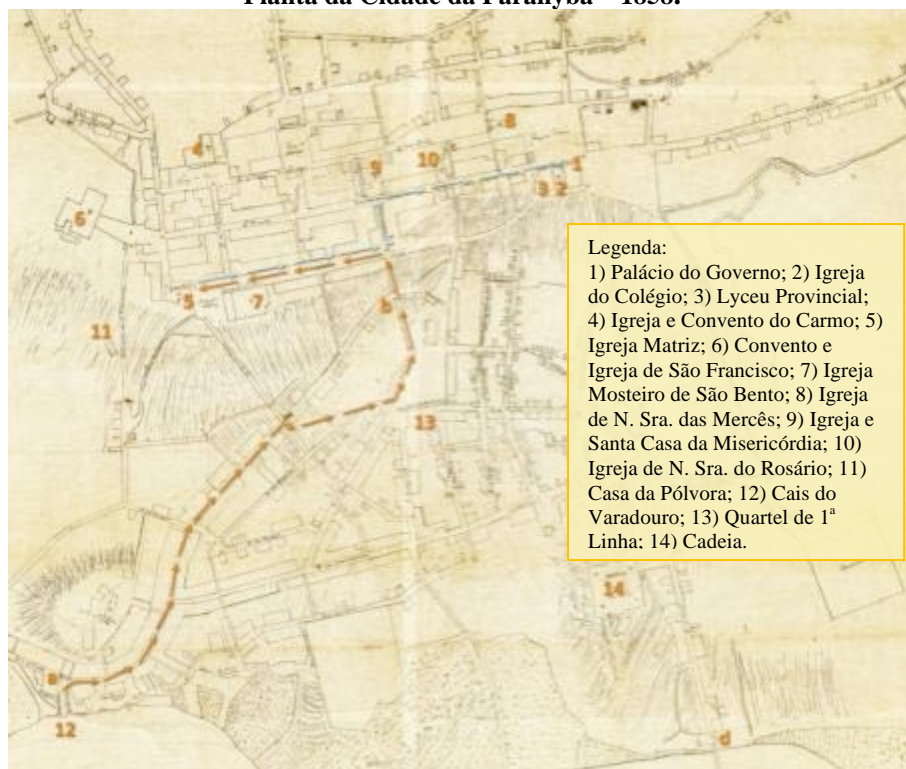 Planta da Cidade da Parahyba – 1858.
4
8
9
10
1
3 2
6'
5
7
b
11
13
14
a
12
d
Legenda:
1) Palácio do Governo; 2) Igreja
do Colégio; 3) Lyceu Provincial;
4) Igreja e Convento do Carmo; 5)
Igreja Matriz; 6) Convento e
Igreja de São Francisco; 7) Igreja
Mosteiro de São Bento; 8) Igreja
de N. Sra. das Mercês; 9) Igreja e
Santa Casa da Misericórdia; 10)
Igreja de N. Sra. do Rosário; 11)
Casa da Pólvora; 12) Cais do
Varadouro; 13) Quartel de 1ª
Linha; 14) Cadeia.